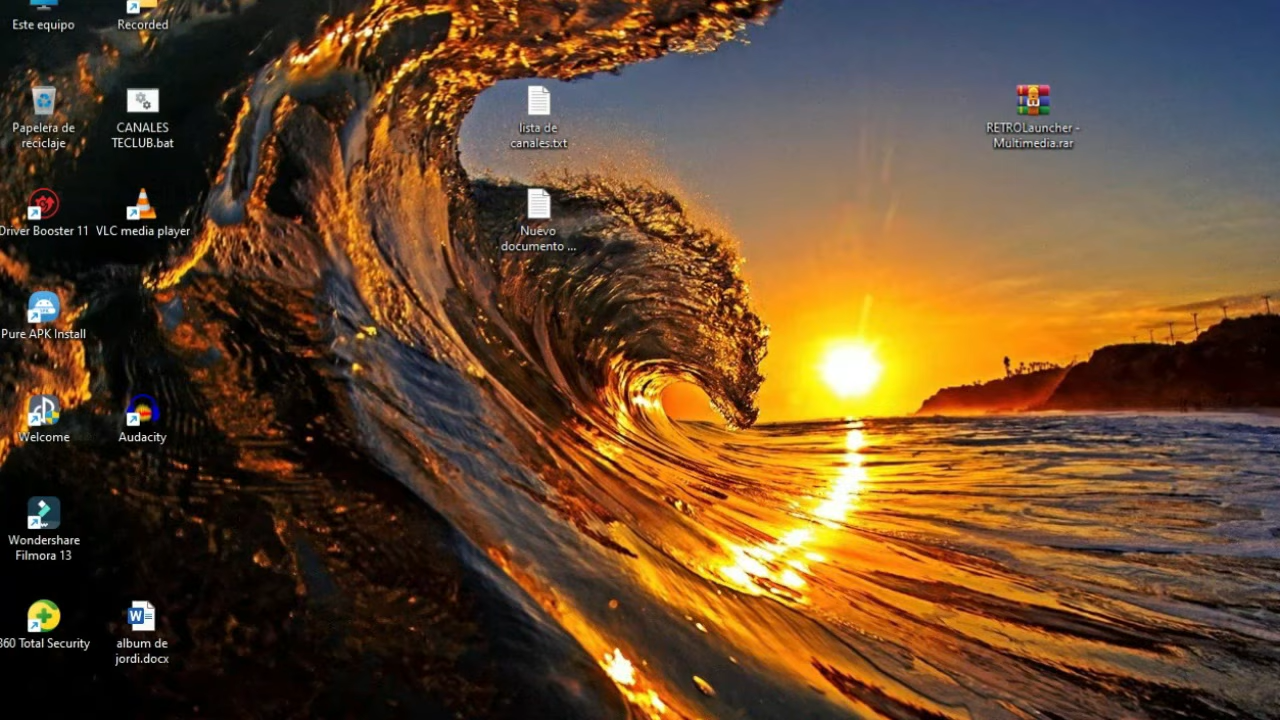 Este equipo
Recorded
Papelera de
reciclaje
CANALES
TECLUB.bat
lista de
canales.txt
RETROLauncher -
Multimedia.rar
Driver Booster 11
VLC media player
Nuevo
documento ...
Pure APK Install
Welcome
Audacity
Wondershare
Filmora 13
360 Total Security
album de
jordi.docx